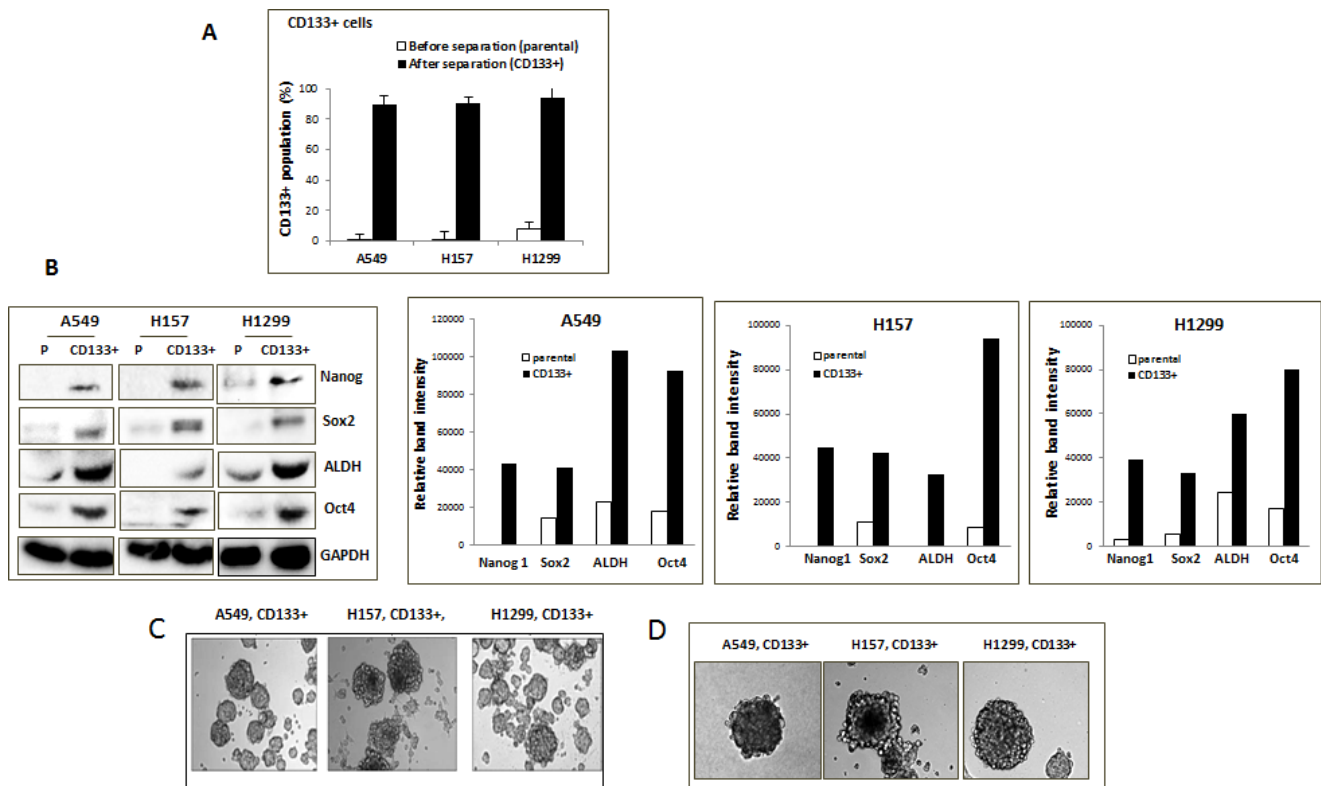 A
CD133+ cells
Before separation (parental)
After separation (CD133+)
CD133+ population (%)
100
80
60
40
20
0
A549 H157 H1299
B
A549 H157 H1299
P CD133+ P CD133+ P CD133+
Nanog
Sox2
ALDH
Oct4
GAPDH
A549
parental
CD133+
Relative band intensity
120000
100000
80000
60000
40000
20000
0
Nanog 1 Sox2 ALDH Oct4
H157
parental
CD133+
Relative band intensity
100000
80000
60000
40000
20000
0
Nanog1 Sox2 ALDH Oct4
H1299
parental
CD133+
Relative band intensity
100000
80000
60000
40000
20000
0
Nanog1 Sox2 ALDH Oct4
C
A549, CD133+ H157, CD133+, H1299, CD133+
D
A549, CD133+ H157, CD133+ H1299, CD133+